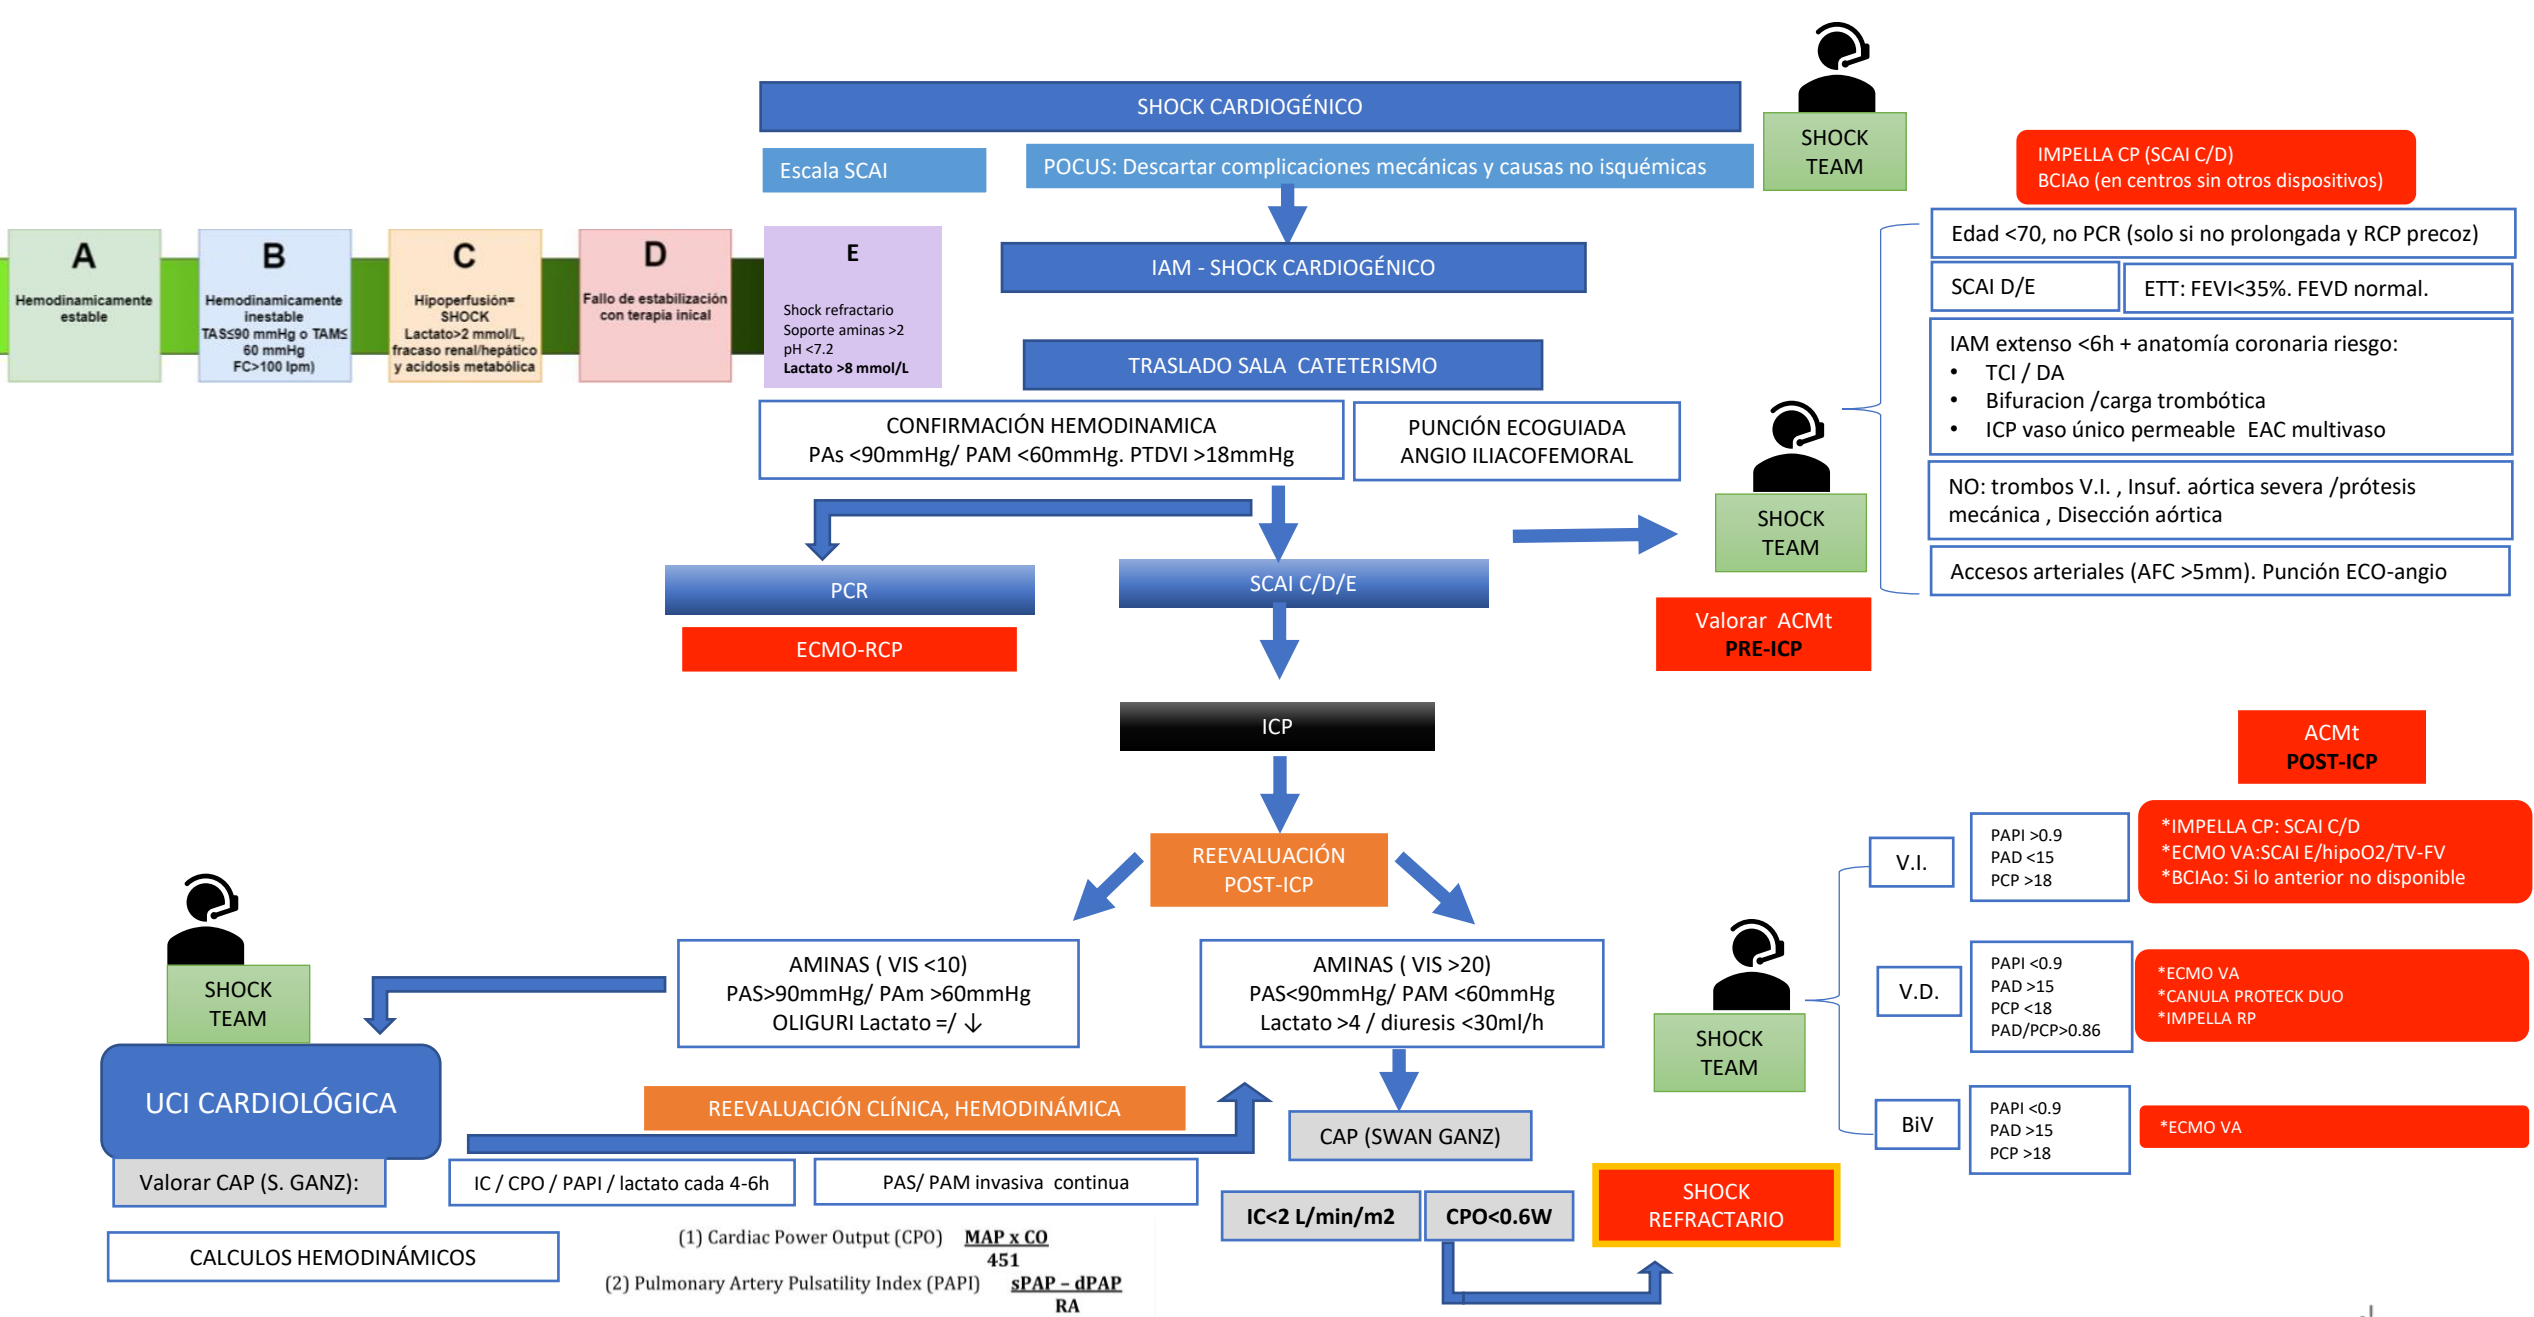 SHOCK CARDIOGÉNICO
SHOCK
TEAM
Escala SCAI
POCUS: Descartar complicaciones mecánicas y causas no isquémicas
IMPELLA CP (SCAI C/D)
BCIAo (en centros sin otros dispositivos)
A
Hemodinamicamente
estable
B
Hemodinamicamente
inestable
TAS≤90 mmHg o TAM≤
60 mmHg
FC>100 lpm)
C
Hipoperfusión=
SHOCK
Lactato>2 mmol/L,
fracaso renal/hepático
y acidosis metabólica
D
Fallo de estabilización
con terapia inical
E
Shock refractario
Soporte aminas >2
pH <7.2
Lactato >8 mmol/L
IAM - SHOCK CARDIOGÉNICO
TRASLADO SALA CATETERISMO
CONFIRMACIÓN HEMODINAMICA
PAs <90mmHg/ PAM <60mmHg. PTDVI >18mmHg
PUNCIÓN ECOGUIADA
ANGIO ILIACOFEMORAL
Edad <70, no PCR (solo si no prolongada y RCP precoz)
SCAI D/E
ETT: FEVI<35%. FEVD normal.
IAM extenso <6h + anatomía coronaria riesgo:
• TCI / DA
• Bifuracion /carga trombótica
• ICP vaso único permeable EAC multivaso
NO: trombos V.I. , Insuf. aórtica severa /prótesis
mecánica , Disección aórtica
Accesos arteriales (AFC >5mm). Punción ECO-angio
SHOCK
TEAM
Valorar ACMt
PRE-ICP
PCR
ECMO-RCP
SCAI C/D/E
ICP
REEVALUACIÓN
POST-ICP
AMINAS ( VIS <10)
PAS>90mmHg/ PAm >60mmHg
OLIGURI Lactato =/ ↓
AMINAS ( VIS >20)
PAS<90mmHg/ PAM <60mmHg
Lactato >4 / diuresis <30ml/h
SHOCK
TEAM
UCI CARDIOLÓGICA
Valorar CAP (S. GANZ):
REEVALUACIÓN CLÍNICA, HEMODINÁMICA
IC / CPO / PAPI / lactato cada 4-6h
PAS/ PAM invasiva continua
CALCULOS HEMODINÁMICOS
(1) Cardiac Power Output (CPO) MAP x CO
451
(2) Pulmonary Artery Pulsatility Index (PAPI) sPAP – dPAP
RA
CAP (SWAN GANZ)
IC<2 L/min/m2
CPO<0.6W
SHOCK
REFRACTARIO
SHOCK
TEAM
ACMt
POST-ICP
V.I.
PAPI >0.9
PAD <15
PCP >18
*IMPELLA CP: SCAI C/D
*ECMO VA:SCAI E/hipoO2/TV-FV
*BCIAo: Si lo anterior no disponible
V.D.
PAPI <0.9
PAD >15
PCP <18
PAD/PCP>0.86
*ECMO VA
*CANULA PROTECK DUO
*IMPELLA RP
BiV
PAPI <0.9
PAD >15
PCP >18
*ECMO VA